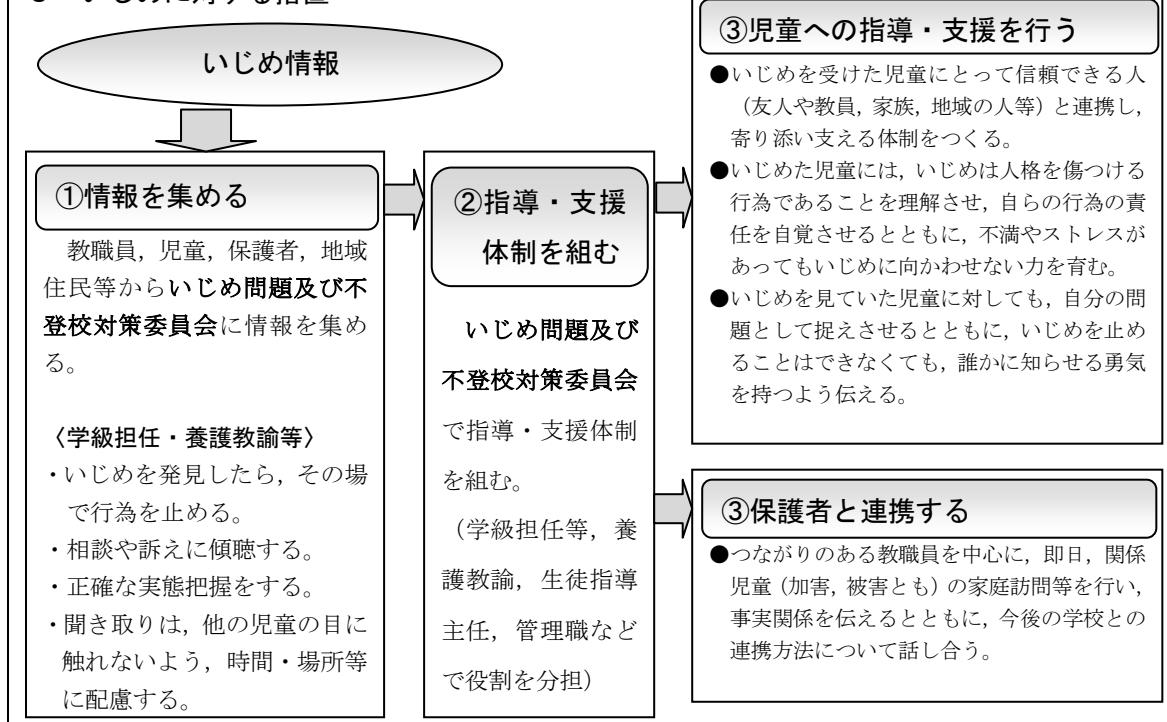 いじめに対する措置
いじめ情報
①情報を集める
教職員，児童，保護者，地域
住民等からいじめ問題及び不
登校対策委員会に情報を集め
る。
〈学級担任・養護教諭等〉
・いじめを発見したら，その場
で行為を止める。
・相談や訴えに傾聴する。
・正確な実態把握をする。
・聞き取りは，他の児童の目に
触れないよう，時間・場所等
に配慮する。
②指導・支援
体制を組む
いじめ問題及び
不登校対策委員会
で指導・支援体制
を組む。
（学級担任等，養
護教諭，生徒指導
主任，管理職など
で役割を分担）
③児童への指導・支援を行う
●いじめを受けた児童にとって信頼できる人
（友人や教員，家族，地域の人等）と連携し，
寄り添い支える体制をつくる。
●いじめた児童には，いじめは人格を傷つける
行為であることを理解させ，自らの行為の責
任を自覚させるとともに，不満やストレスが
あってもいじめに向かわせない力を育む。
●いじめを見ていた児童に対しても，自分の問
題として捉えさせるとともに，いじめを止め
ることはできなくても，誰かに知らせる勇気
を持つよう伝える。
③保護者と連携する
●つながりのある教職員を中心に，即日，関係
児童（加害，被害とも）の家庭訪問等を行い，
事実関係を伝えるとともに，今後の学校との
連携方法について話し合う。